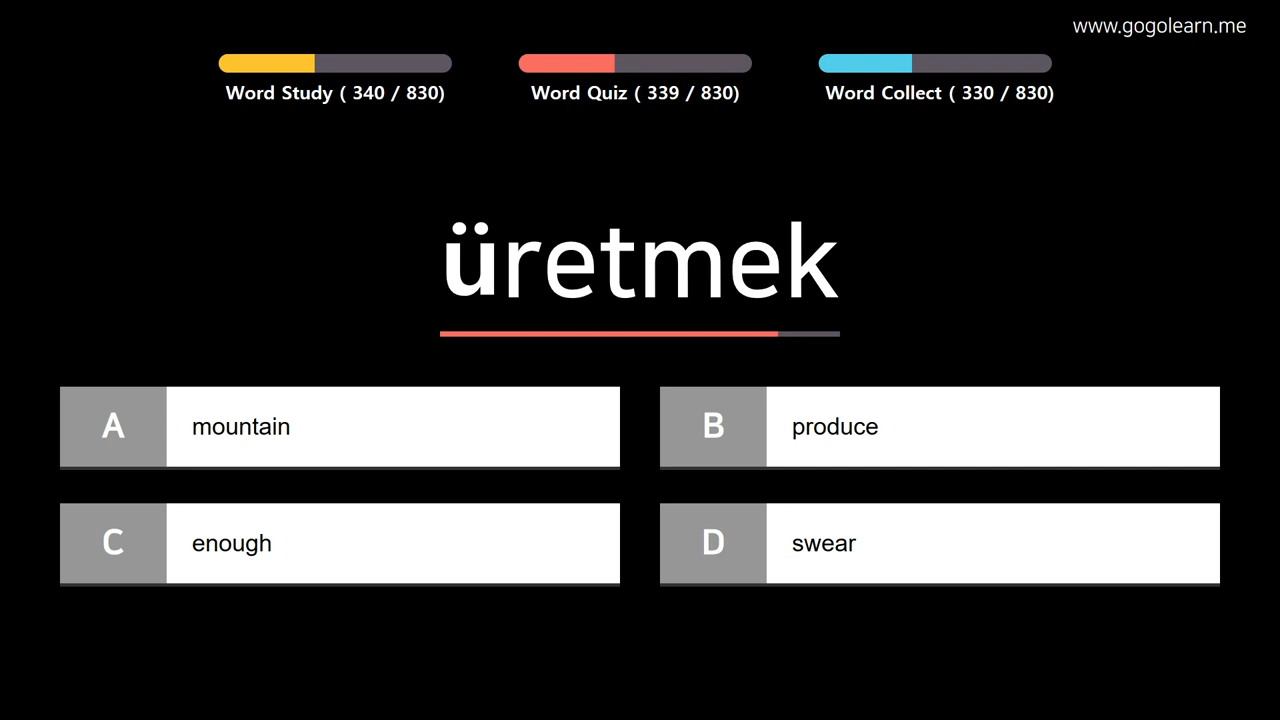 www.gogolearn.me
Word Study ( 340 / 830)
Word Quiz ( 339 / 830)
Word Collect ( 330 / 830)
üretmek
A mountain
B produce
C enough
D swear